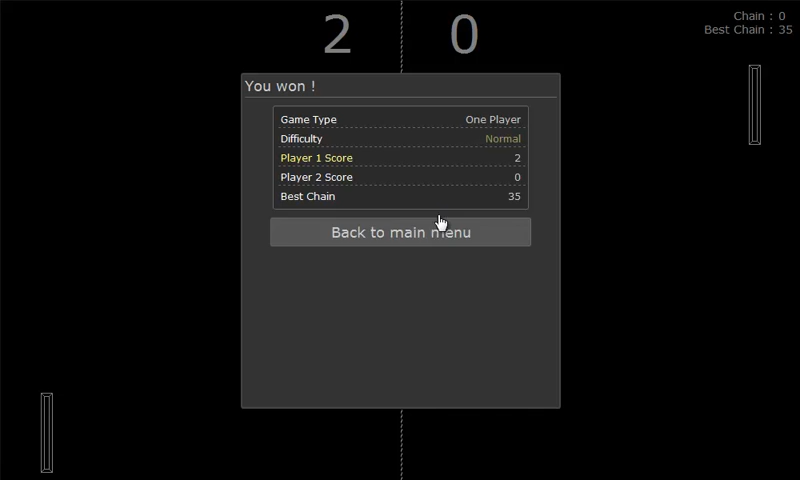 2 0
Chain : 0
Best Chain : 35
You won !
Game Type One Player
Difficulty Normal
Player 1 Score 2
Player 2 Score 0
Best Chain 35
Back to main menu